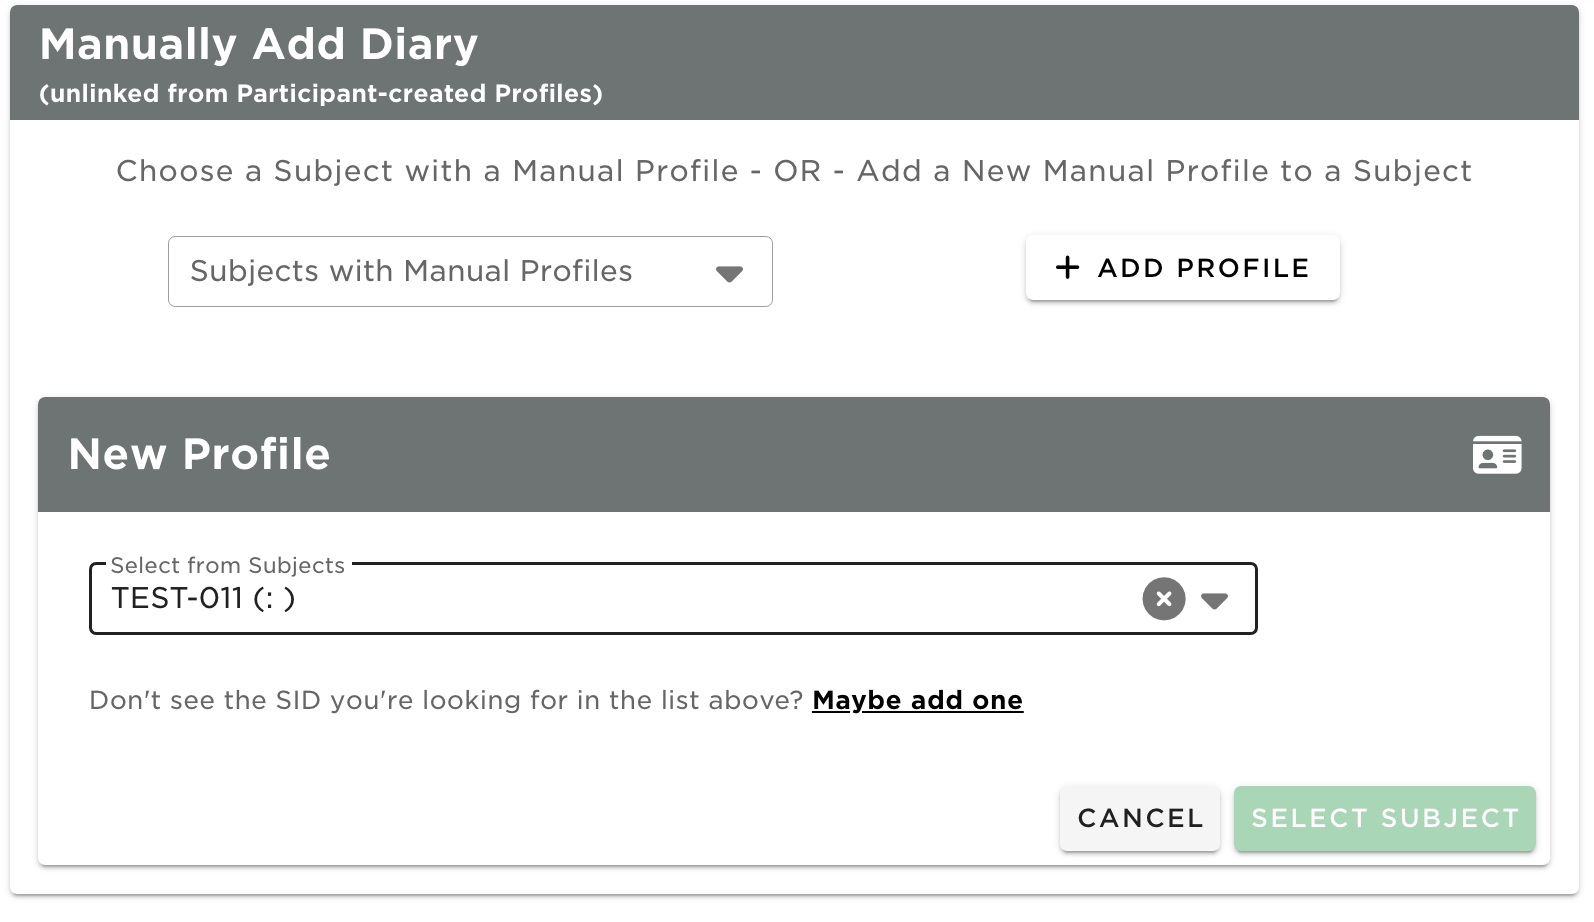 Manually Add Diary
(unlinked from Participant-created Profiles)
Choose a Subject with a Manual Profile - OR - Add a New Manual Profile to a Subject
Subjects with Manual Profiles
+ ADD PROFILE
New Profile
Select from Subjects
TEST-011 (: )
Don't see the SID you're looking for in the list above? Maybe add one
CANCEL
SELECT SUBJECT